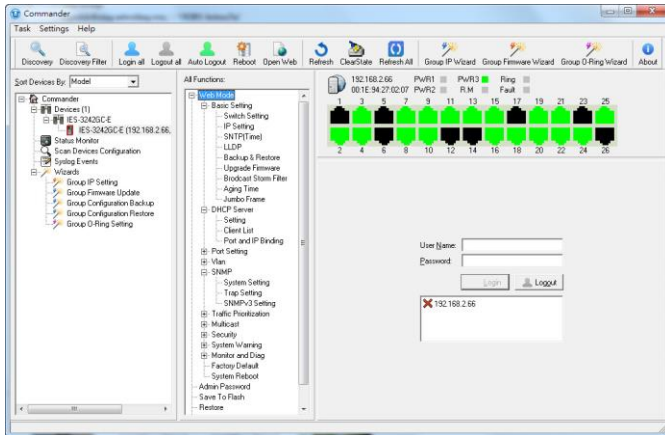 Commander
Task Settings Help
Discovery Discovery Filter Login all Logout all Auto Logout Reboot Open Web Refresh ClearState Refresh All Group IP Wizard Group Firmware Wizard Group O-Ring Wizard About
Sort Devices By: Model
Commander
Devices (1)
IES-3242GC-E
IES-3242GC-E (192.168.2.66,
Status Monitor
Scan Devices Configuration
Syslog Events
Wizards
Group IP Setting
Group Firmware Update
Group Configuration Backup
Group Configuration Restore
Group O-Ring Setting
All Functions:
Web Mode
Basic Setting
Switch Setting
IP Setting
SNTP(Time)
LLDP
Backup & Restore
Upgrade Firmware
Brodcast Storm Filter
Aging Time
Jumbo Frame
DHCP Server
Setting
Client List
Port and IP Binding
Port Setting
Vlan
SNMP
System Setting
Trap Setting
SNMPv3 Setting
Traffic Prioritization
Multicast
Security
System Warning
Monitor and Diag
Factory Default
System Reboot
Admin Password
Save To Flash
Restore
192.168.2.66 PWR1 PWR3 Ring
00:1E:94:27:02:07 PWR2 R.M Fault
1 3 5 7 9 11 13 15 17 19 21 23 25
2 4 6 8 10 12 14 16 18 20 22 24 26
User Name:
Password:
Login Logout
192.168.2.66